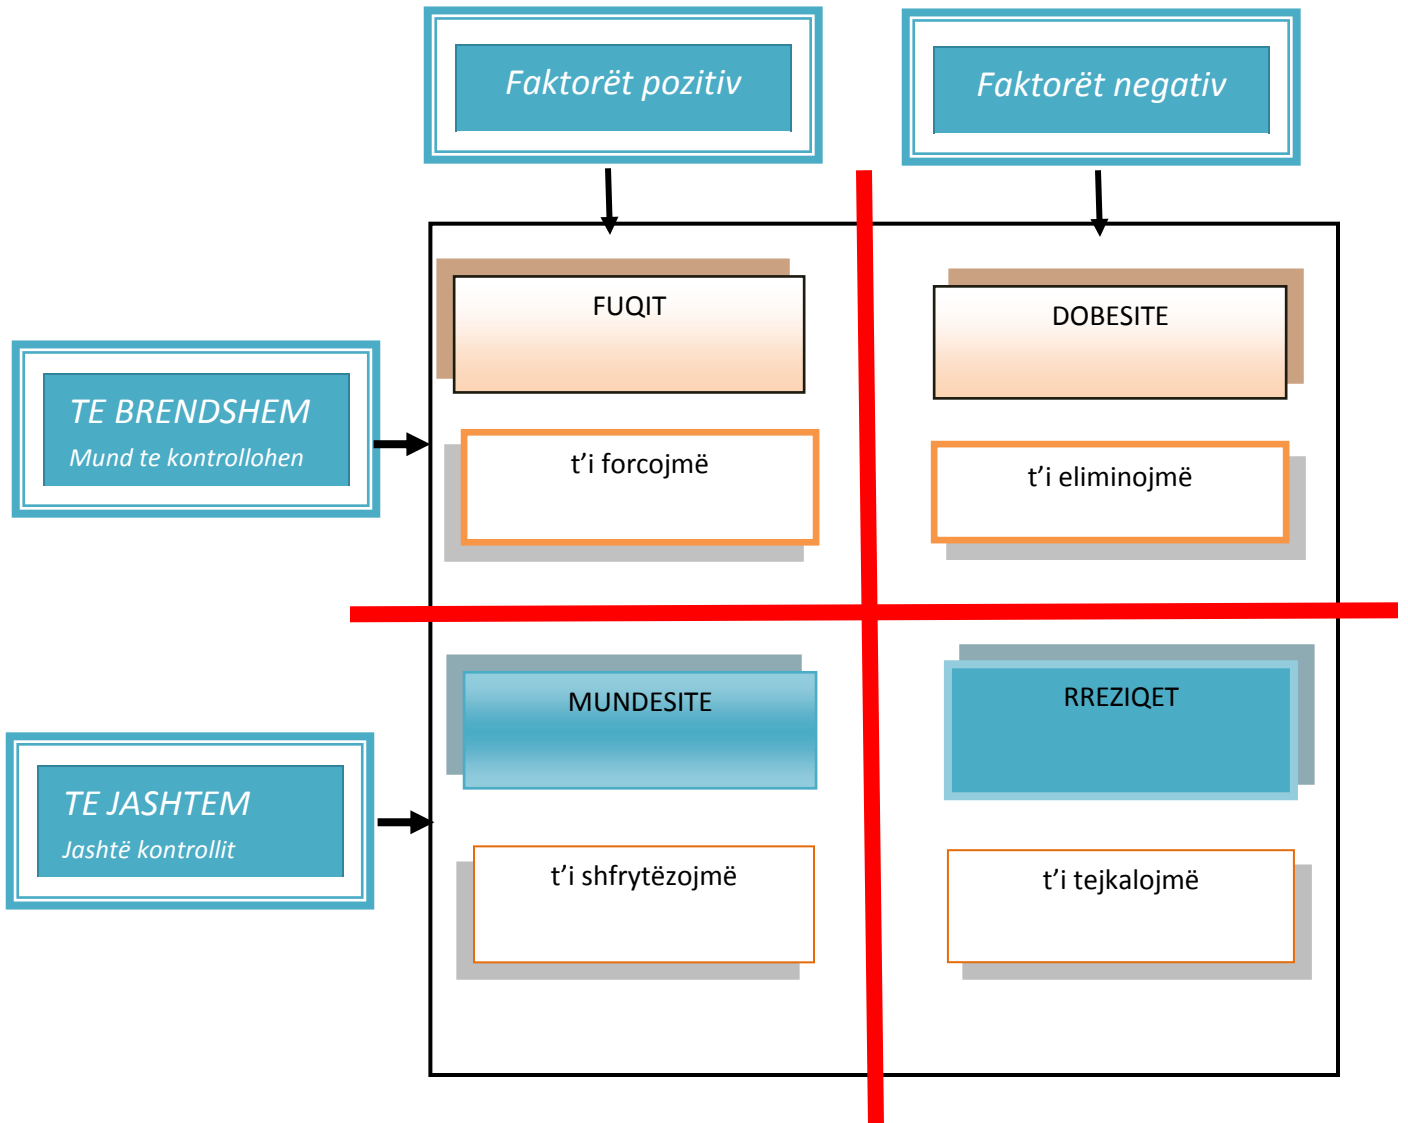 Faktorët pozitiv
Faktorët negativ
FUQIT
DOBESITE
TE BRENDSHEM
Mund te kontrollohen
t’i forcojmë
t’i eliminojmë
MUNDESITE
RREZIQET
TE JASHTEM
Jashtë kontrollit
t’i shfrytëzojmë
t’i tejkalojmë